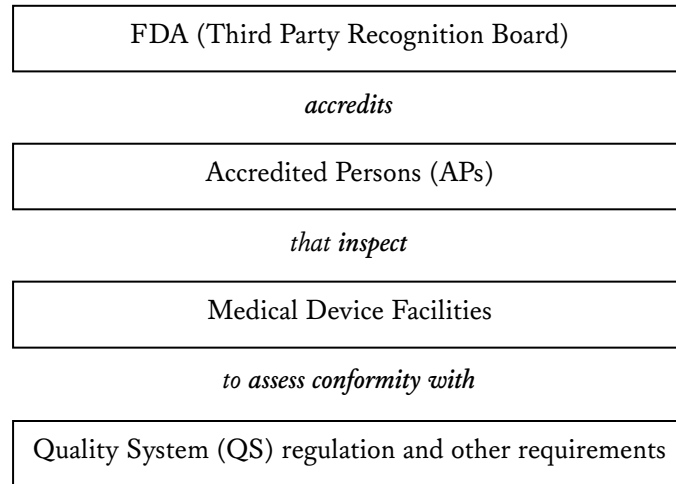 FDA (Third Party Recognition Board)
accredits
Accredited Persons (APs)
that inspect
Medical Device Facilities
to assess conformity with
Quality System (QS) regulation and other requirements